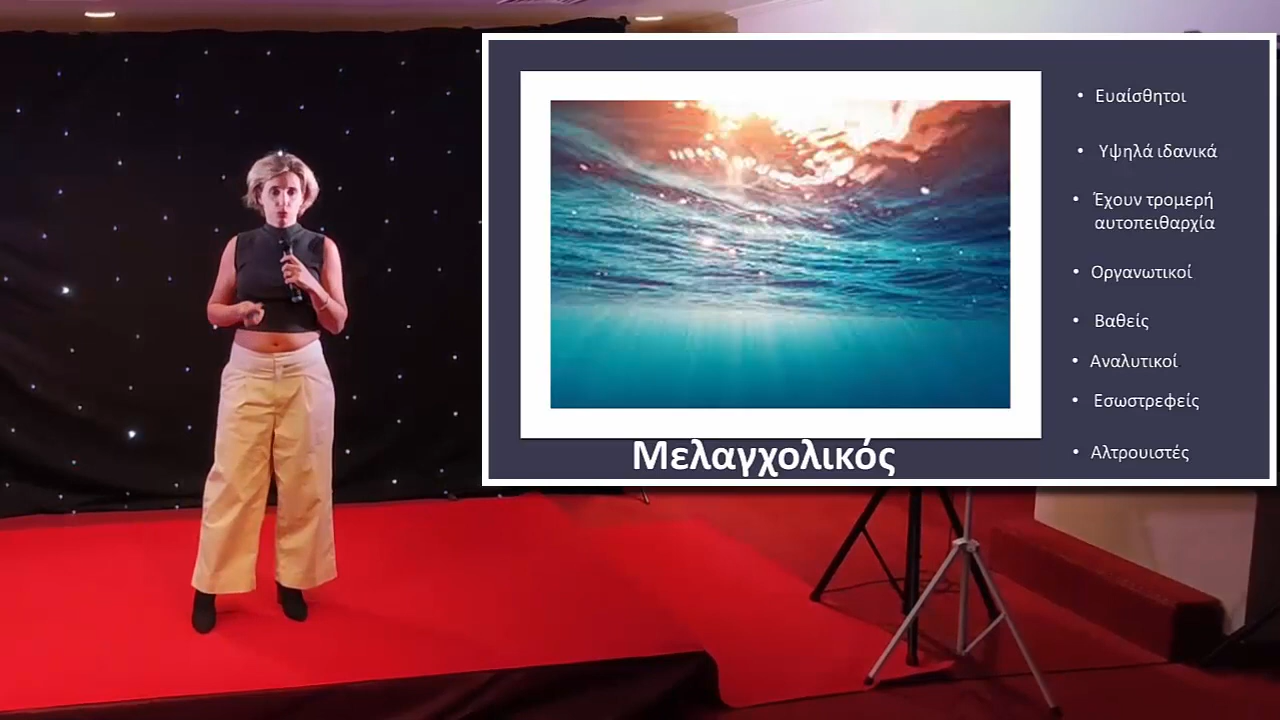 • Ευαίσθητοι
• Υψηλά ιδανικά
• Έχουν τρομερή
αυτοπειθαρχία
• Οργανωτικοί
• Βαθείς
• Αναλυτικοί
• Εσωστρεφείς
• Αλτρουιστές
Μελαγχολικός